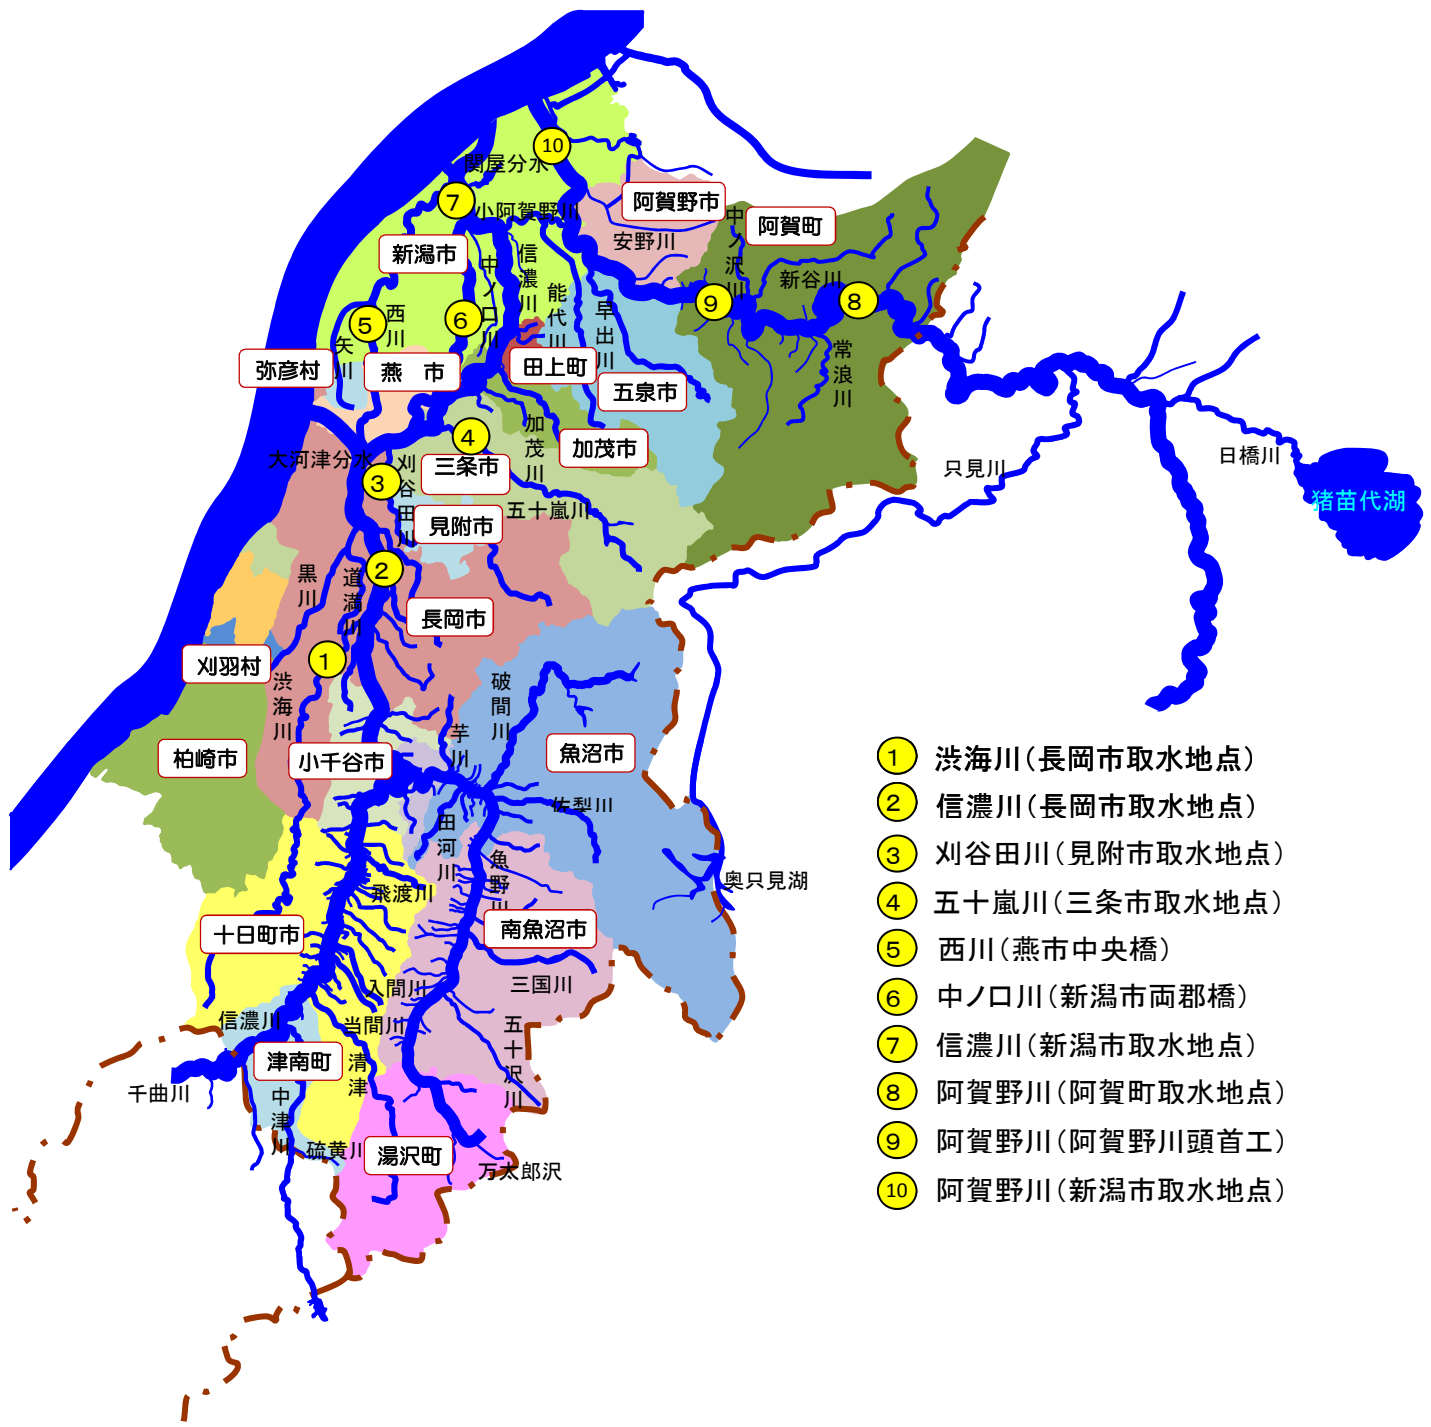 10
関屋分水
7
小阿賀野川
阿賀野市
中ノ沢川
阿賀町
安野川
新潟市
中ノ口川
信濃川
能代川
早出川
新谷川
9
8
5
西川
6
矢川
常浪川
弥彦村
燕 市
田上町
五泉市
加茂川
加茂市
4
三条市
大河津分水
3
刈谷田川
見附市
五十嵐川
只見川
日橋川
猪苗代湖
2
黒川
道満川
長岡市
1
刈羽村
渋海川
破間川
芋川
柏崎市
小千谷市
魚沼市
佐梨川
田河川
魚野川
飛渡川
奥只見湖
十日町市
南魚沼市
入間川
三国川
信濃川
当間川
五十沢川
津南町
清津
千曲川
中津川
硫黄川
湯沢町
万太郎沢
1 渋海川（長岡市取水地点）
2 信濃川（長岡市取水地点）
3 刈谷田川（見附市取水地点）
4 五十嵐川（三条市取水地点）
5 西川（燕市中央橋）
6 中ノ口川（新潟市両郡橋）
7 信濃川（新潟市取水地点）
8 阿賀野川（阿賀町取水地点）
9 阿賀野川（阿賀野川頭首工）
10 阿賀野川（新潟市取水地点）